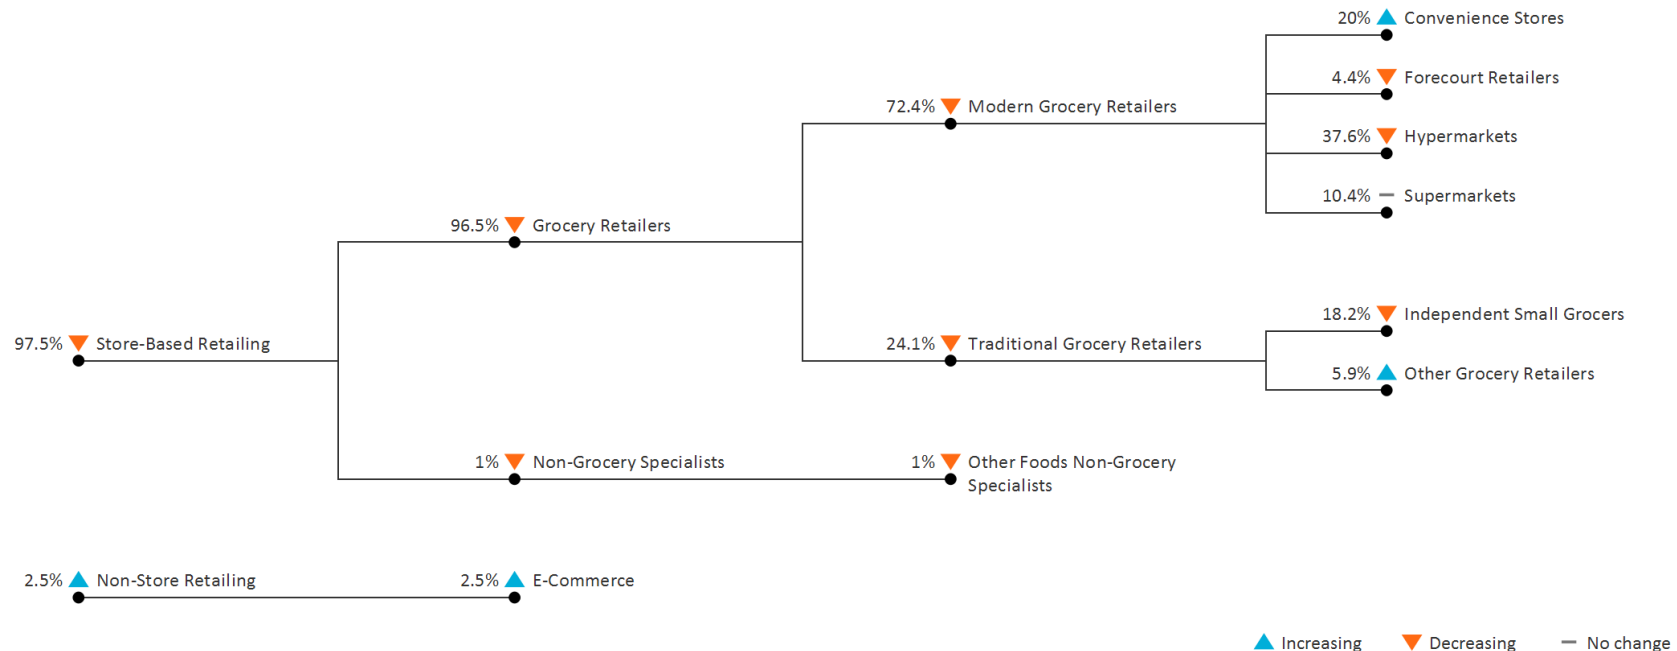 20% Convenience Stores
4.4% Forecourt Retailers
72.4% Modern Grocery Retailers
37.6% Hypermarkets
10.4% Supermarkets
96.5% Grocery Retailers
18.2% Independent Small Grocers
97.5% Store-Based Retailing
24.1% Traditional Grocery Retailers
5.9% Other Grocery Retailers
1% Non-Grocery Specialists
1% Other Foods Non-Grocery
Specialists
2.5% Non-Store Retailing
2.5% E-Commerce
Increasing Decreasing No change